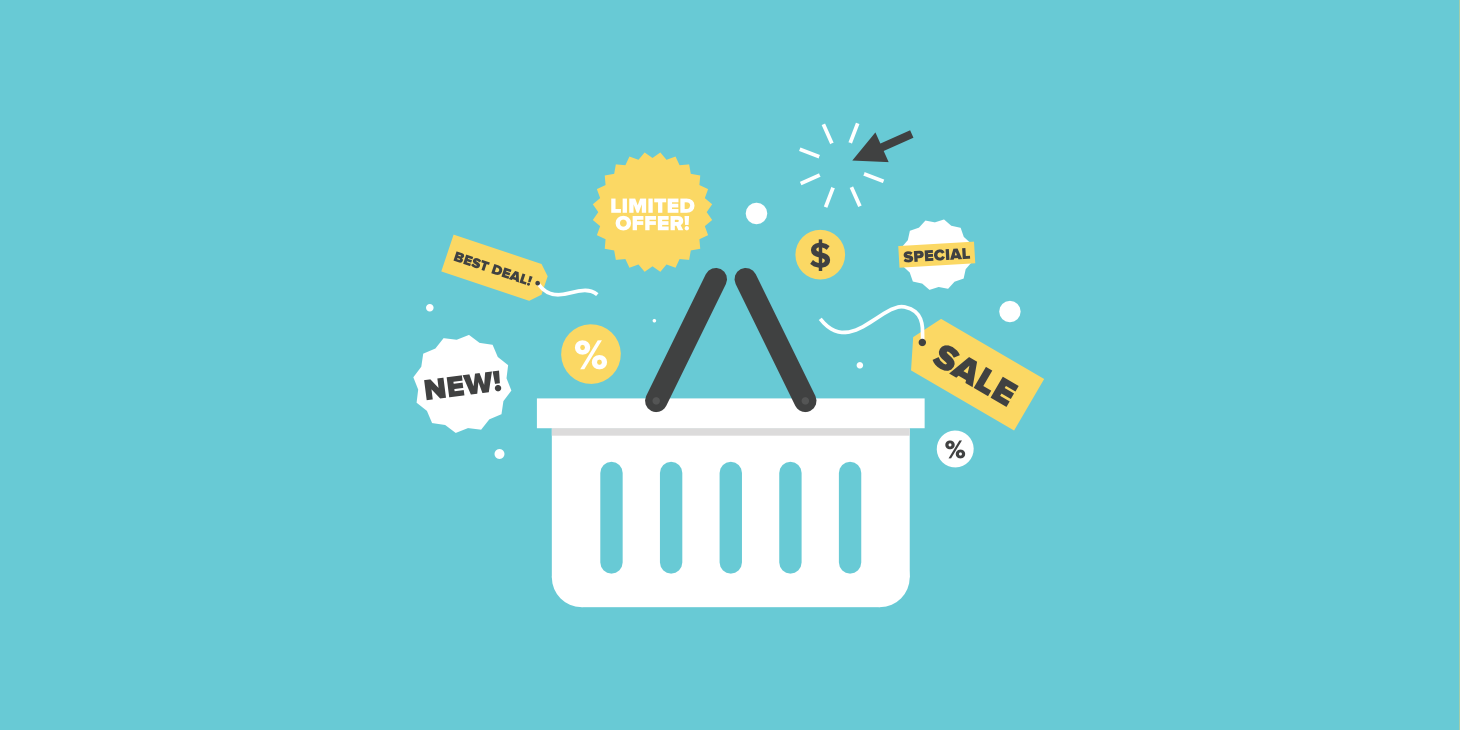 LIMITED
OFFER!
BEST DEAL!
$
SPECIAL
%
NEW!
SALE
%